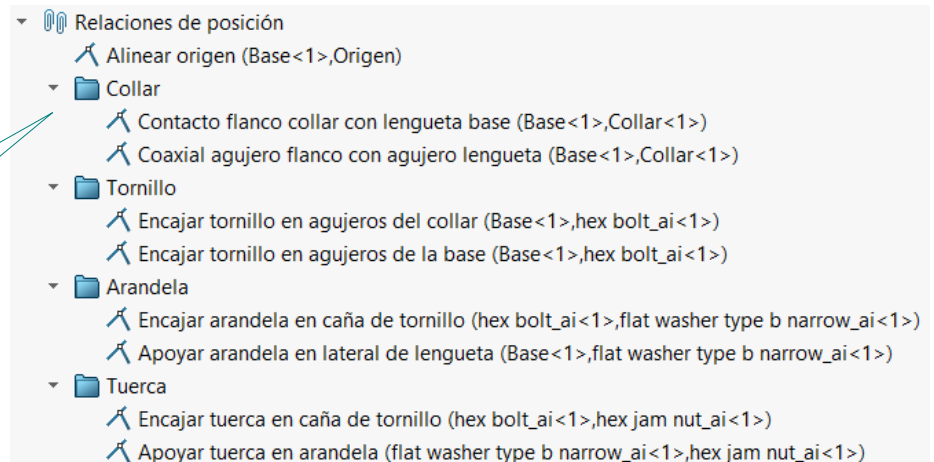 Relaciones de posición
Alinear origen (Base<1>,Origen)
Collar
Contacto flanco collar con lengueta base (Base<1>,Collar<1>)
Coaxial agujero flanco con agujero lengueta (Base<1>,Collar<1>)
Tornillo
Encajar tornillo en agujeros del collar (Base<1>,hex bolt_ai<1>)
Encajar tornillo en agujeros de la base (Base<1>,hex bolt_ai<1>)
Arandela
Encajar arandela en caña de tornillo (hex bolt_ai<1>,flat washer type b narrow_ai<1>)
Apoyar arandela en lateral de lengueta (Base<1>,flat washer type b narrow_ai<1>)
Tuerca
Encajar tuerca en caña de tornillo (hex bolt_ai<1>,hex jam nut_ai<1>)
Apoyar tuerca en arandela (flat washer type b narrow_ai<1>,hex jam nut_ai<1>)